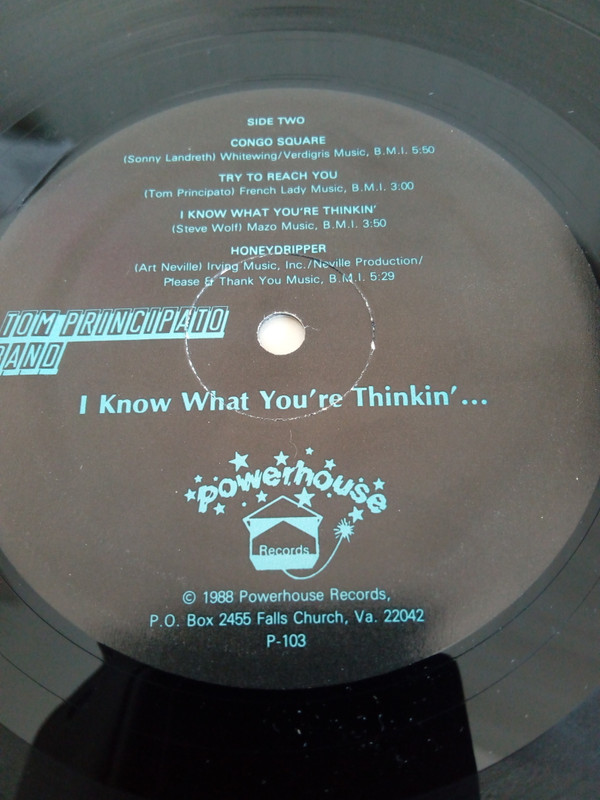 SIDE TWO
CONGO SQUARE
(Sonny Landreth) Whitewing/Verdigris Music, B.M.I. 5:50
TRY TO REACH YOU
(Tom Principato) French Lady Music, B.M.I. 3:00
I KNOW WHAT YOU'RE THINKIN'
(Steve Wolf) Mazo Music, B.M.I. 3:50
HONEYDRIPPER
(Art Neville) Irving Music, Inc./Neville Production/
Please & Thank You Music, B.M.I. 5:29
TOM PRINCIPATO
BAND
I Know What You're Thinkin'...
powerhouse
Records
© 1988 Powerhouse Records,
P.O. Box 2455 Falls Church, Va. 22042
P-103